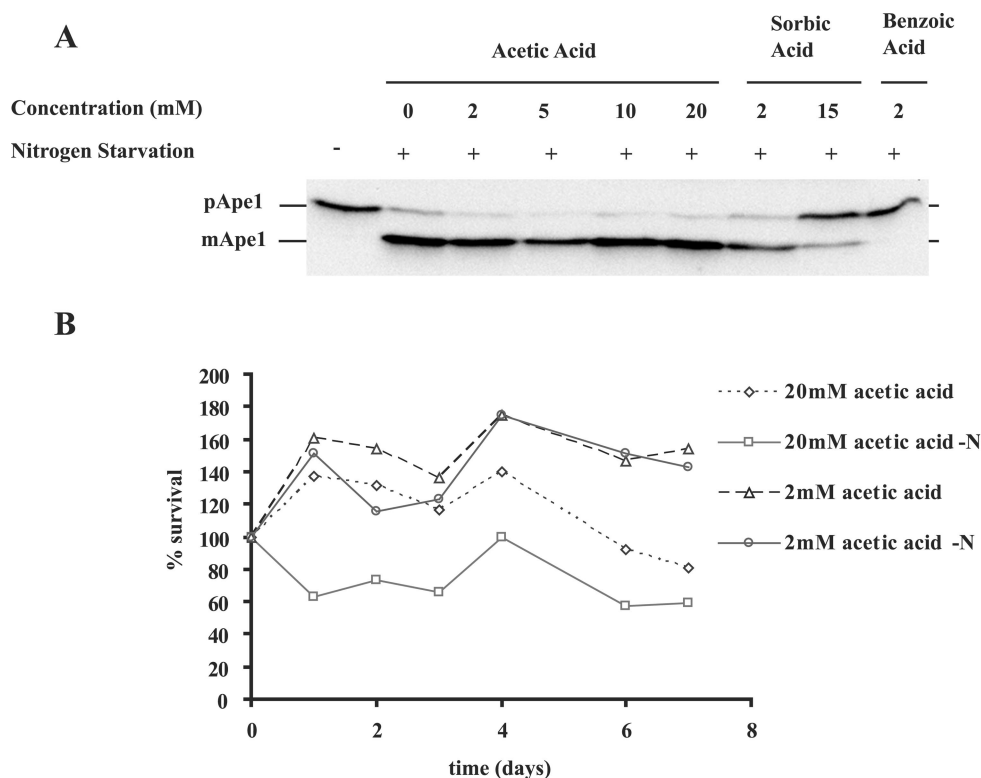 A
Acetic Acid
Sorbic
Acid
Benzoic
Acid
Concentration (mM)
0 2 5 10 20 2 15 2
Nitrogen Starvation
- + + + + + + + +
pApe1
mApe1
B
% survival
200
180
160
140
120
100
80
60
40
20
0
0 2 4 6 8
time (days)
20mM acetic acid
20mM acetic acid -N
2mM acetic acid
2mM acetic acid -N